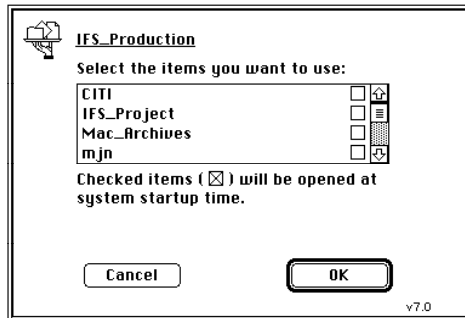 IFS_Production
Select the items you want to use:
CITI
IFS_Project
Mac_Archives
mjn
Checked items ( ☒ ) will be opened at
system startup time.
Cancel
OK
v7.0